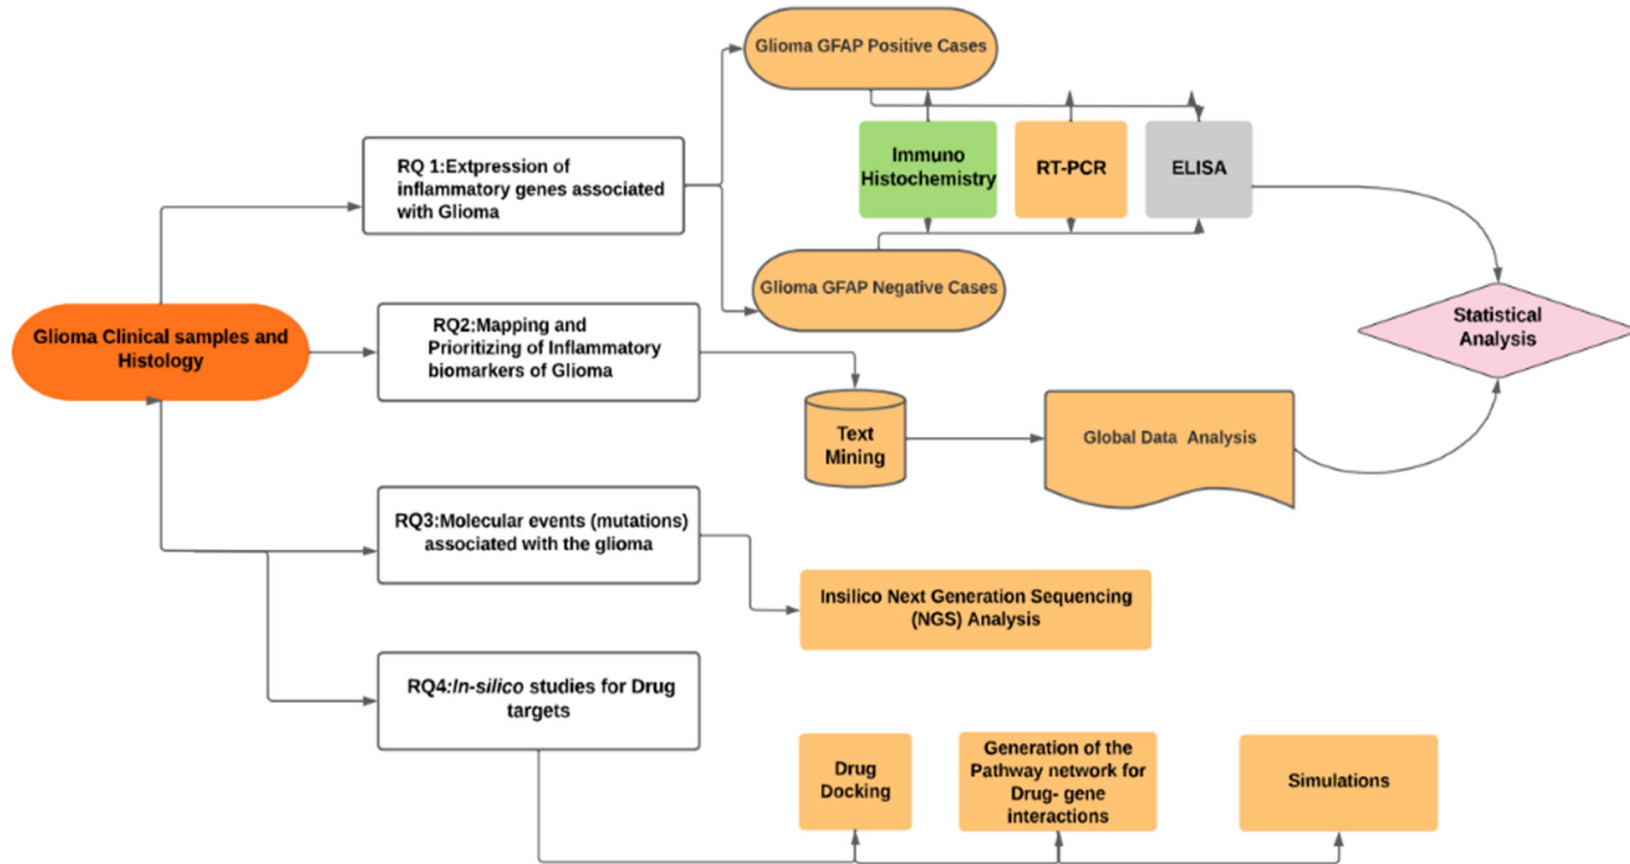 Glioma GFAP Positive Cases
Immuno
Histochemistry
RT-PCR
ELISA
RQ 1:Extpression of
inflammatory genes associated
with Glioma
Glioma GFAP Negative Cases
Glioma Clinical samples and
Histology
RQ2:Mapping and
Prioritizing of Inflammatory
biomarkers of Glioma
Statistical
Analysis
Text
Mining
Global Data Analysis
RQ3:Molecular events (mutations)
associated with the glioma
Insilico Next Generation Sequencing
(NGS) Analysis
RQ4:In-silico studies for Drug
targets
Drug
Docking
Generation of the
Pathway network for
Drug- gene
interactions
Simulations